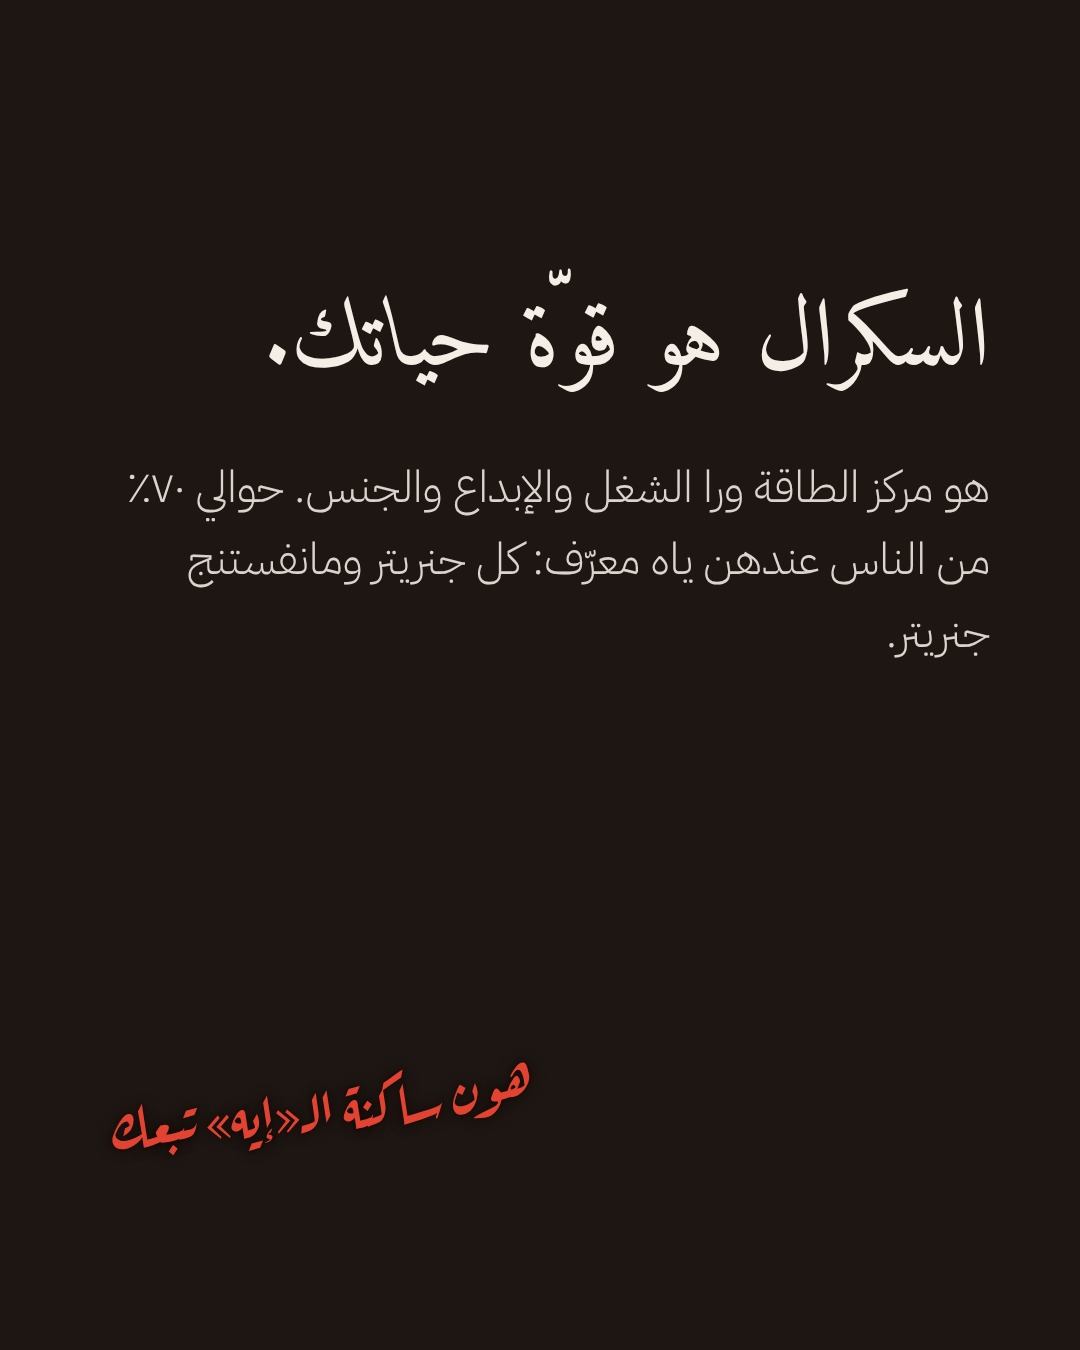 السكرال هو قوّة حياتك.
هو مركز الطاقة ورا الشغل والإبداع والجنس. حوالي ٧٠٪
من الناس عندهن ياه معرّف: كل جنريتر ومانفستنج
جنريتر.
هون ساكنة الـ«إيه» تبعك